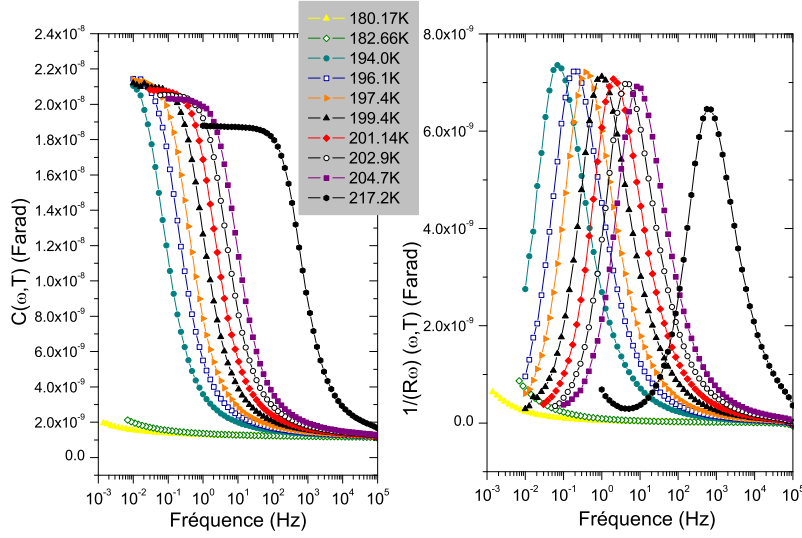 180.17K
182.66K
194.0K
196.1K
197.4K
199.4K
201.14K
202.9K
204.7K
217.2K
C(ω,T) (Farad)
2.4x10⁻⁸
2.2x10⁻⁸
2.0x10⁻⁸
1.8x10⁻⁸
1.6x10⁻⁸
1.4x10⁻⁸
1.2x10⁻⁸
1.0x10⁻⁸
8.0x10⁻⁹
6.0x10⁻⁹
4.0x10⁻⁹
2.0x10⁻⁹
0.0
10⁻³ 10⁻² 10⁻¹ 10⁰ 10¹ 10² 10³ 10⁴ 10⁵
Fréquence (Hz)
1/(Rω) (ω,T) (Farad)
8.0x10⁻⁹
6.0x10⁻⁹
4.0x10⁻⁹
2.0x10⁻⁹
0.0
10⁻³ 10⁻² 10⁻¹ 10⁰ 10¹ 10² 10³ 10⁴ 10⁵
Fréquence (Hz)